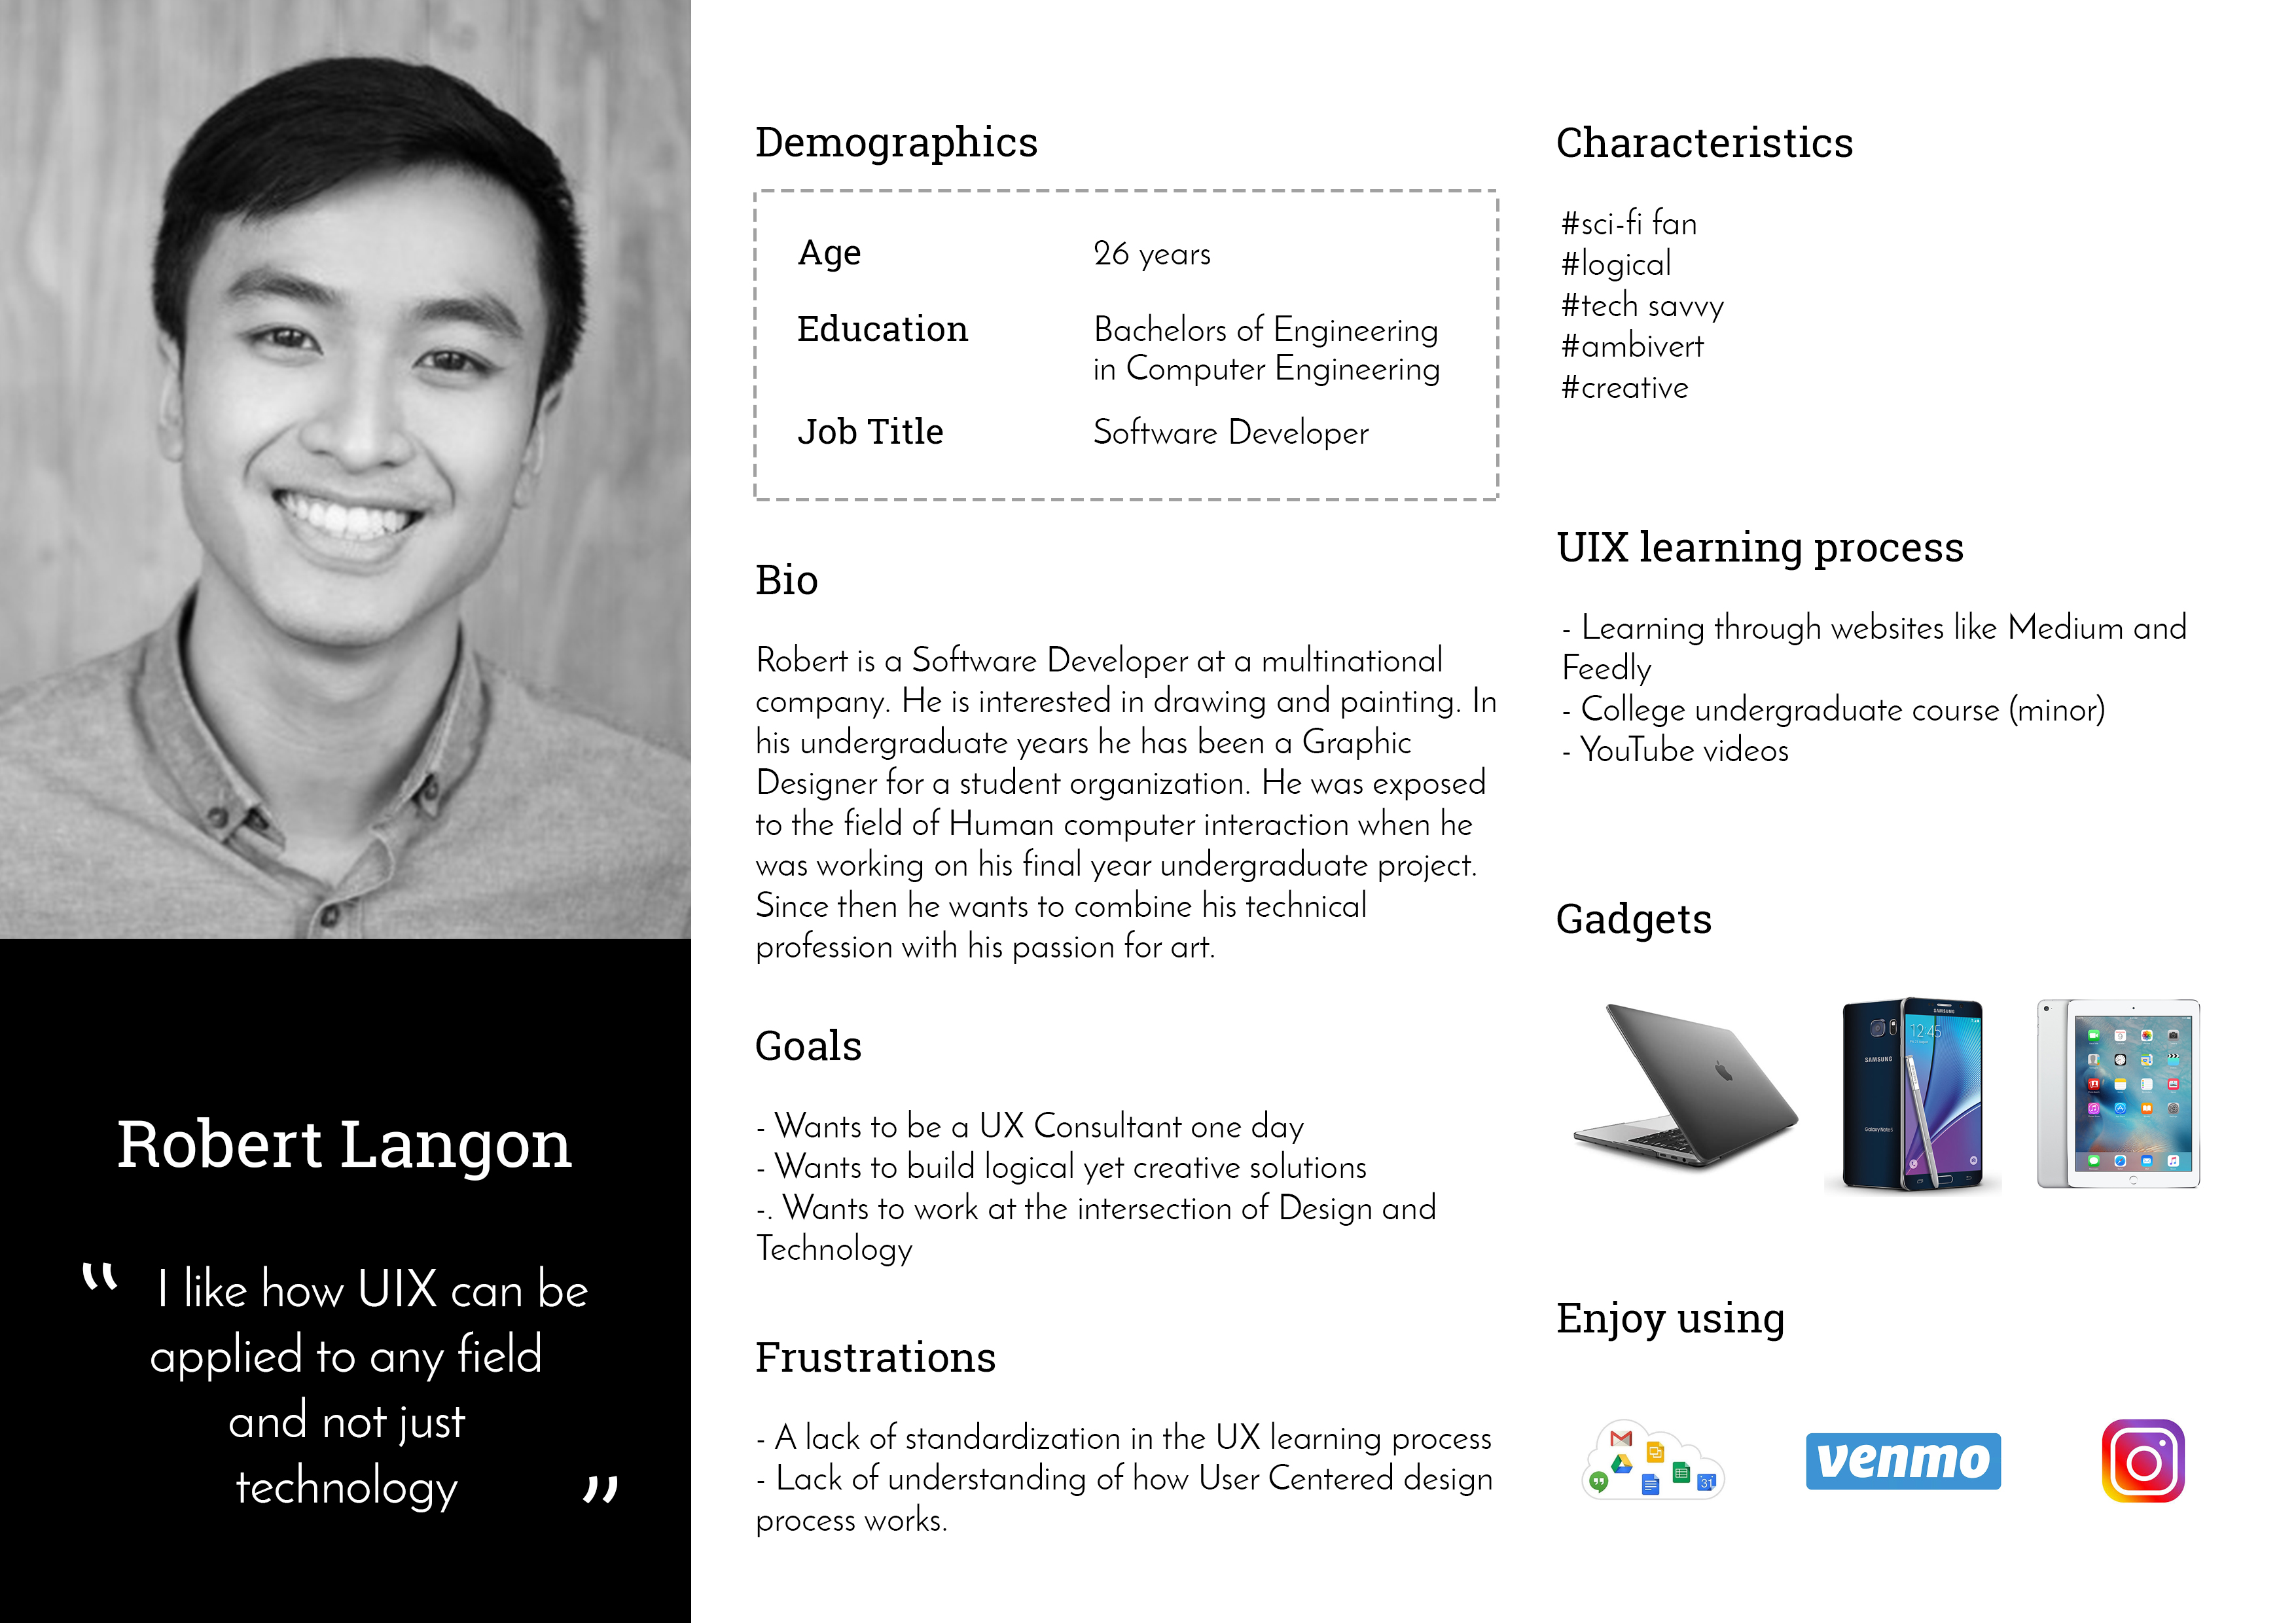 Robert Langon
“ I like how UIX can be
applied to any field
and not just
technology ”
Demographics
Age 26 years
Education Bachelors of Engineering
in Computer Engineering
Job Title Software Developer
Bio
Robert is a Software Developer at a multinational
company. He is interested in drawing and painting. In
his undergraduate years he has been a Graphic
Designer for a student organization. He was exposed
to the field of Human computer interaction when he
was working on his final year undergraduate project.
Since then he wants to combine his technical
profession with his passion for art.
Goals
- Wants to be a UX Consultant one day
- Wants to build logical yet creative solutions
-. Wants to work at the intersection of Design and
Technology
Frustrations
- A lack of standardization in the UX learning process
- Lack of understanding of how User Centered design
process works.
Characteristics
#sci-fi fan
#logical
#tech savvy
#ambivert
#creative
UIX learning process
- Learning through websites like Medium and
Feedly
- College undergraduate course (minor)
- YouTube videos
Gadgets
SAMSUNG
12:45
SAMSUNG
Galaxy Note5
Enjoy using
31
venmo